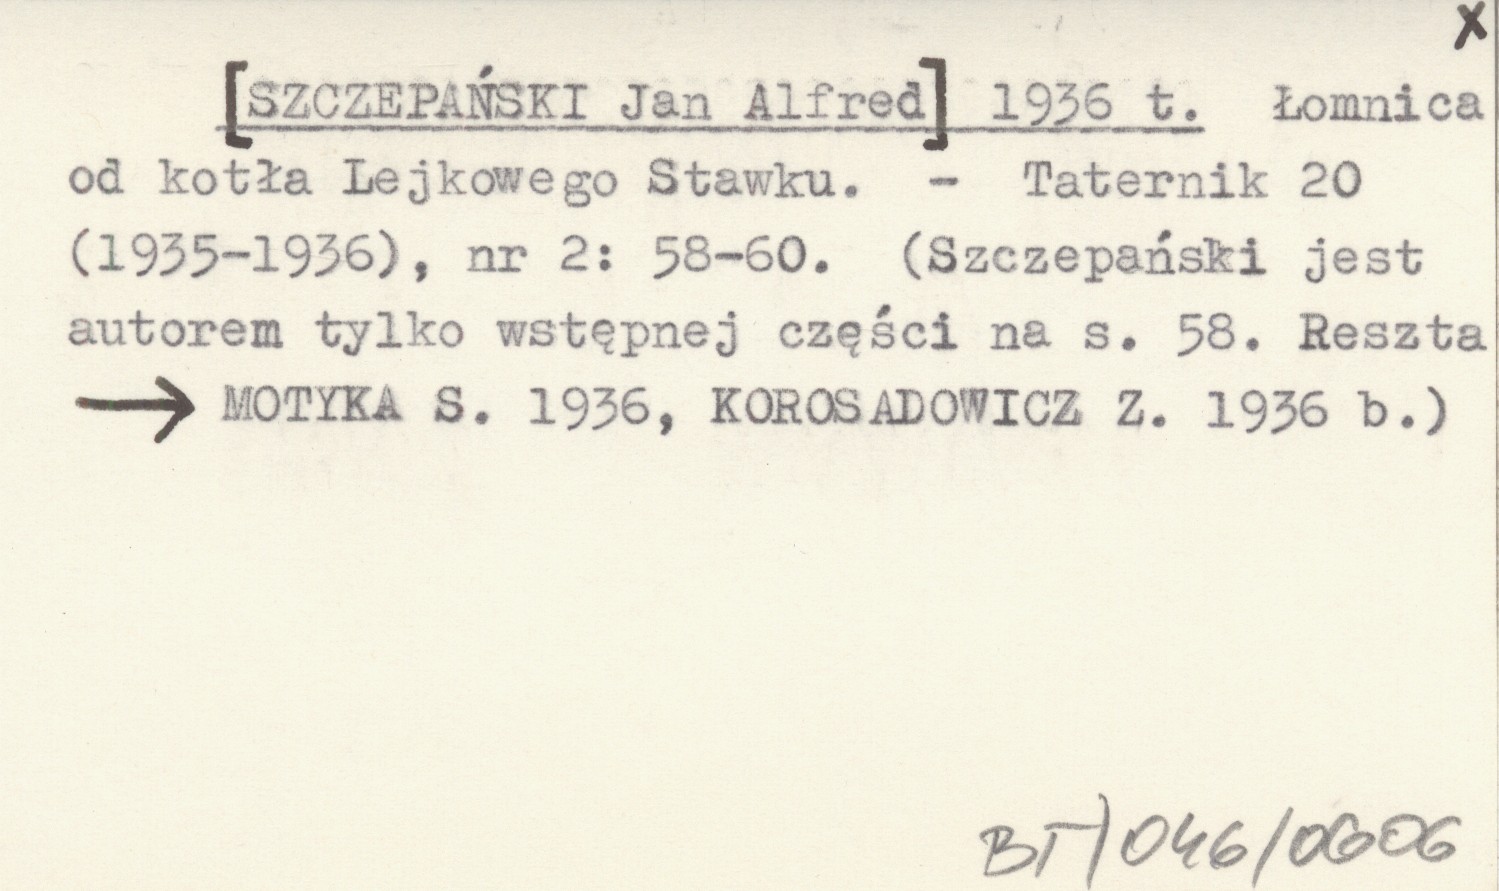 X
[SZCZEPAŃSKI Jan Alfred] 1936 t. Łomnica
od kotła Lejkowego Stawku. - Taternik 20
(1935-1936), nr 2: 58-60. (Szczepański jest
autorem tylko wstępnej części na s. 58. Reszta
→ MOTYKA S. 1936, KOROSADOWICZ Z. 1936 b.)
BT/046/0606